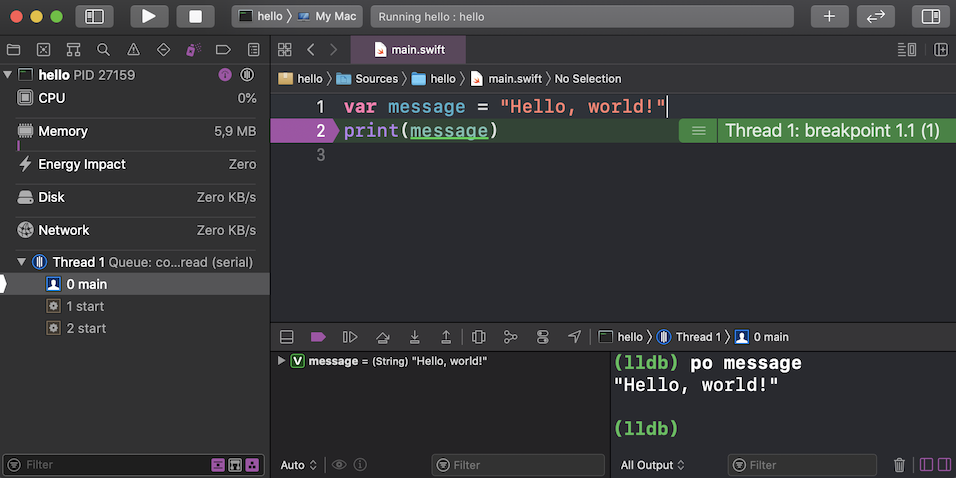 hello 〉 My Mac
Running hello : hello
hello PID 27159
CPU 0%
Memory 5,9 MB
Energy Impact Zero
Disk Zero KB/s
Network Zero KB/s
Thread 1 Queue: co...read (serial)
0 main
1 start
2 start
Filter
main.swift
hello 〉 Sources 〉 hello 〉 main.swift 〉 No Selection
1 var message = "Hello, world!"
2 print(message)
Thread 1: breakpoint 1.1 (1)
3
hello 〉 Thread 1 〉 0 main
V message = (String) "Hello, world!"
Auto
Filter
(lldb) po message
"Hello, world!"
(lldb)
All Output
Filter